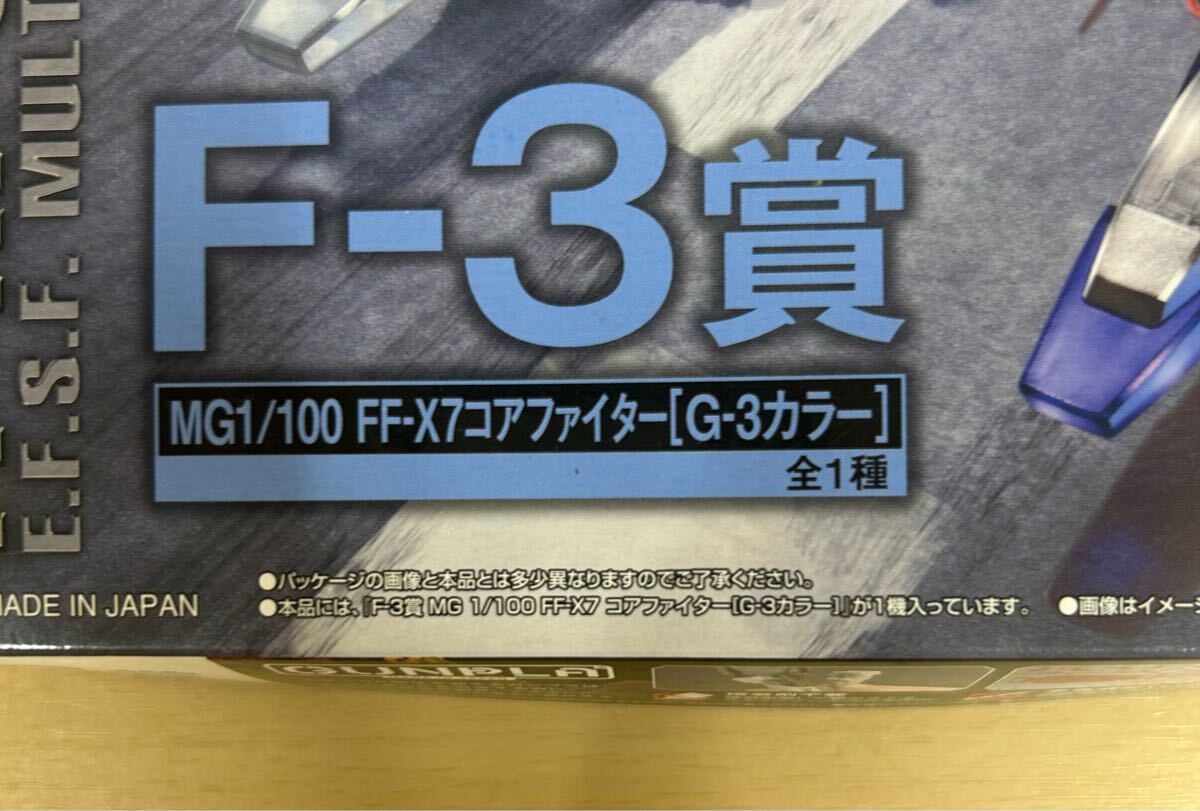 E.F.S.F. MULT
F-3賞
MG1/100 FF-X7コアファイター[G-3カラー]
全1種
●パッケージの画像と本品とは多少異なりますのでご了承ください。
●本品には、『F-3賞 MG 1/100 FF-X7 コアファイター[G-3カラー]』が1機入っています。 ●画像はイメージ
MADE IN JAPAN
GUNPLA